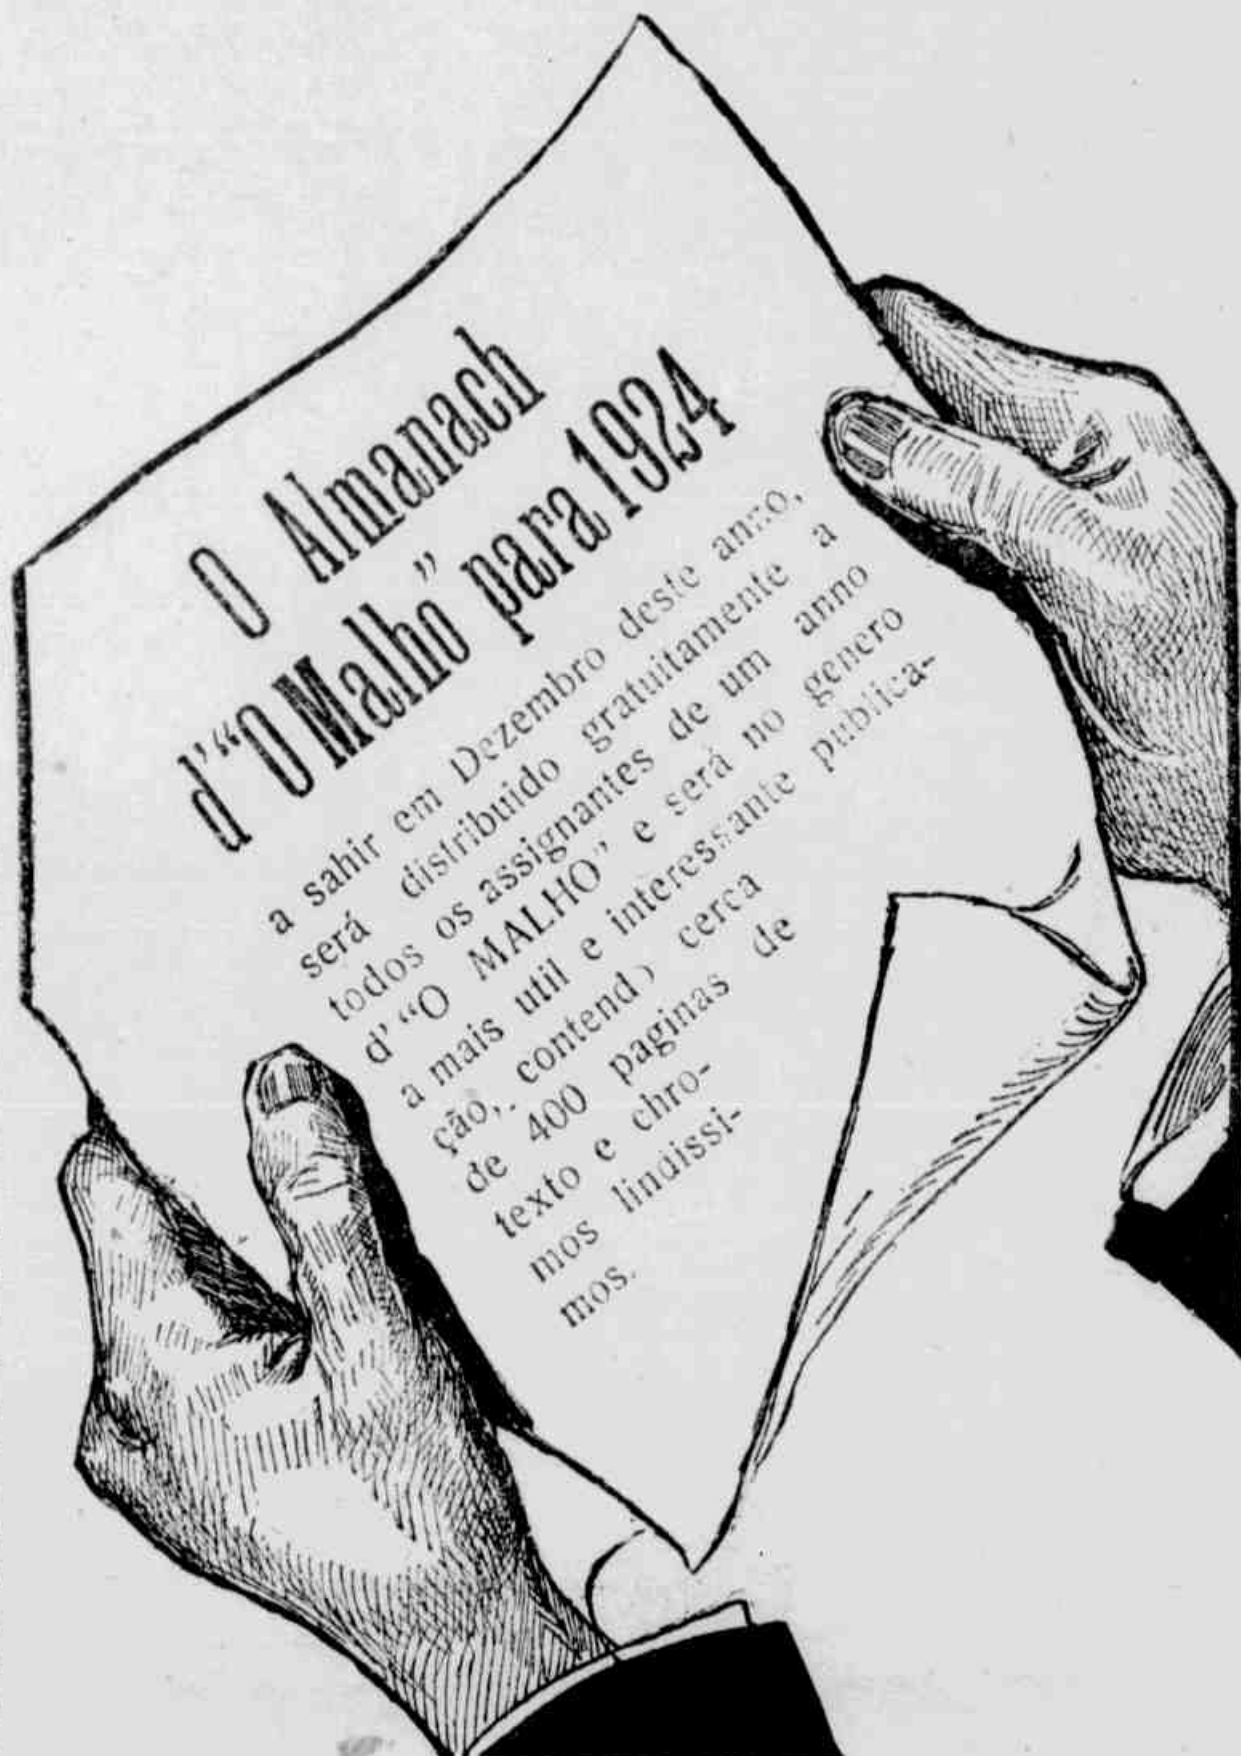 O Almanach
d'"O Malho" para 1924
a sahir em Dezembro deste anno,
será distribuido gratuitamente a
todos os assignantes de um anno
d' "O MALHO" e será no genero
a mais util e interessante publica-
ção, contendo cerca
de 400 paginas de
texto e chro-
mos lindissi-
mos.